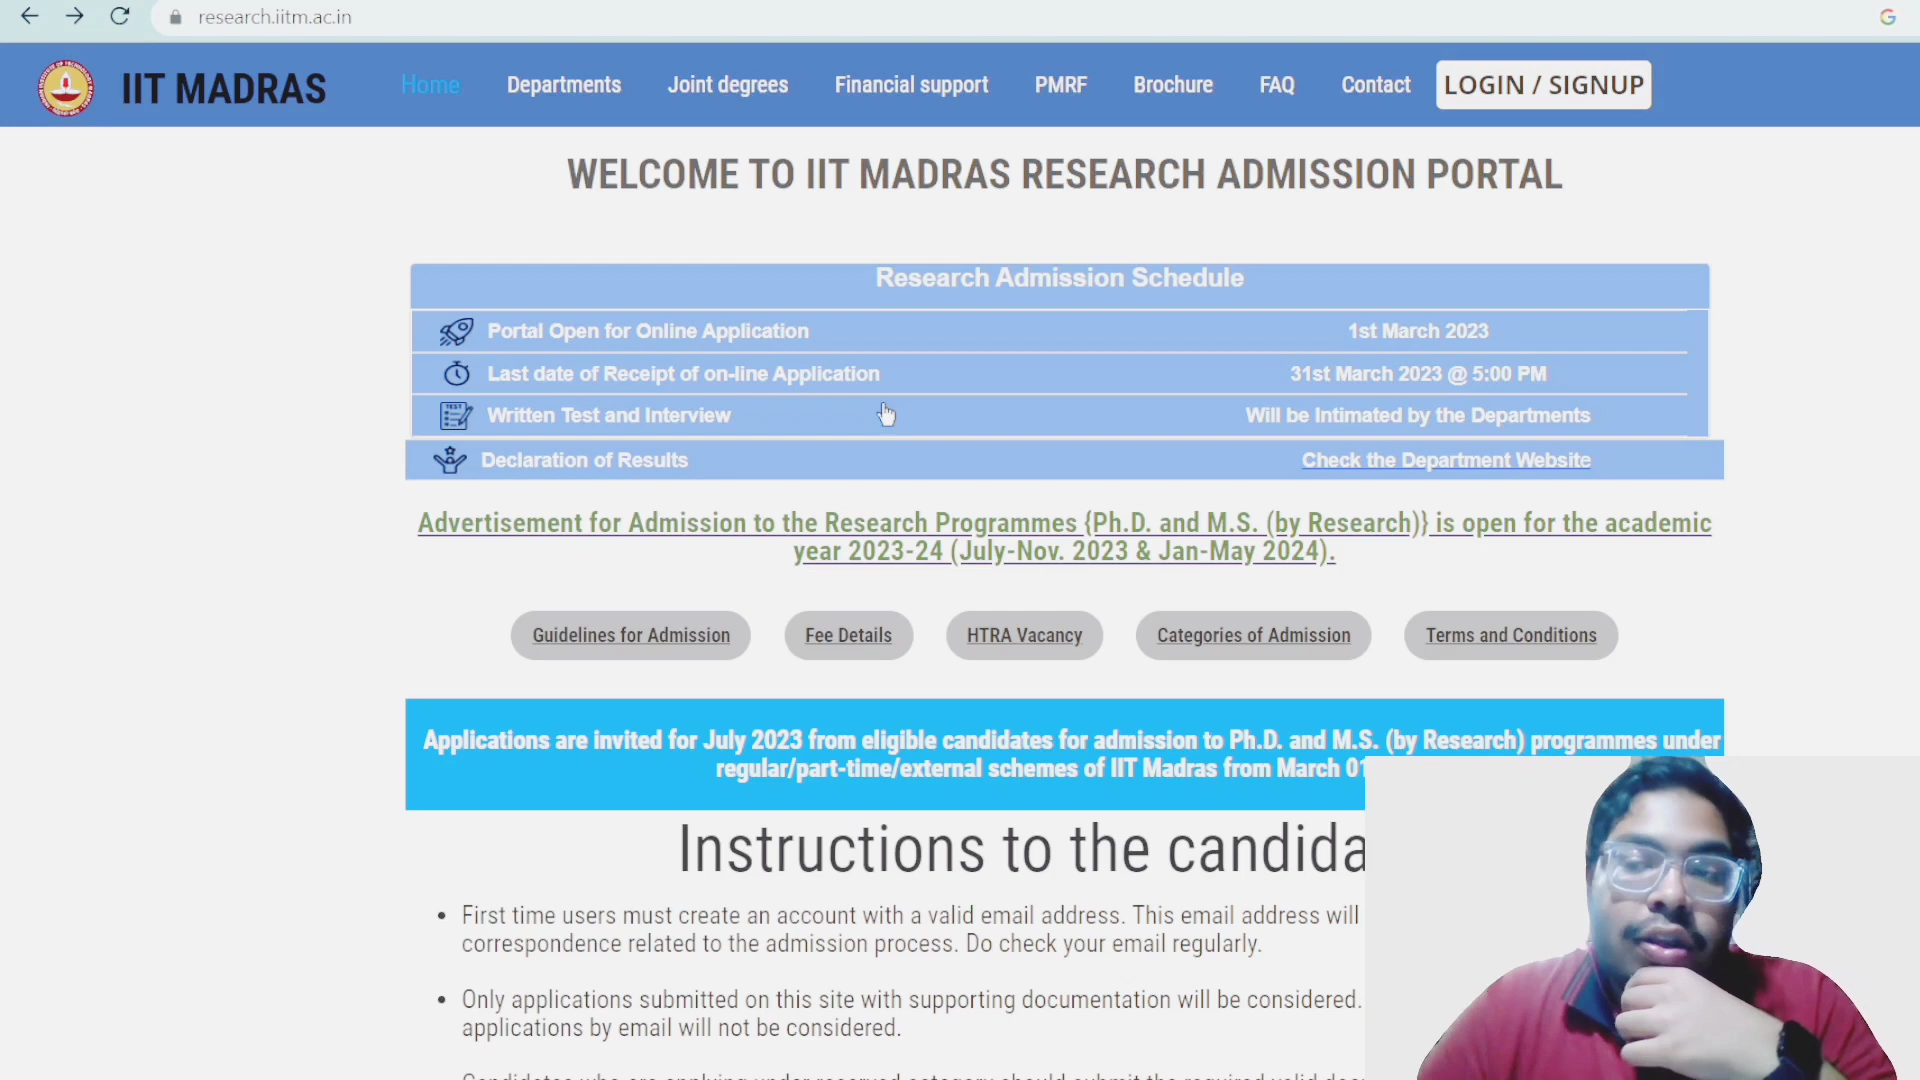 research.iitm.ac.in
IIT MADRAS
Home Departments Joint degrees Financial support PMRF Brochure FAQ Contact LOGIN / SIGNUP
WELCOME TO IIT MADRAS RESEARCH ADMISSION PORTAL
Research Admission Schedule
Portal Open for Online Application 1st March 2023
Last date of Receipt of on-line Application 31st March 2023 @ 5:00 PM
TEST
Written Test and Interview Will be Intimated by the Departments
Declaration of Results Check the Department Website
Advertisement for Admission to the Research Programmes {Ph.D. and M.S. (by Research)} is open for the academic
year 2023-24 (July-Nov. 2023 & Jan-May 2024).
Guidelines for Admission Fee Details HTRA Vacancy Categories of Admission Terms and Conditions
Applications are invited for July 2023 from eligible candidates for admission to Ph.D. and M.S. (by Research) programmes under
regular/part-time/external schemes of IIT Madras from March 01
Instructions to the candida
First time users must create an account with a valid email address. This email address will
correspondence related to the admission process. Do check your email regularly.
Only applications submitted on this site with supporting documentation will be considered.
applications by email will not be considered.